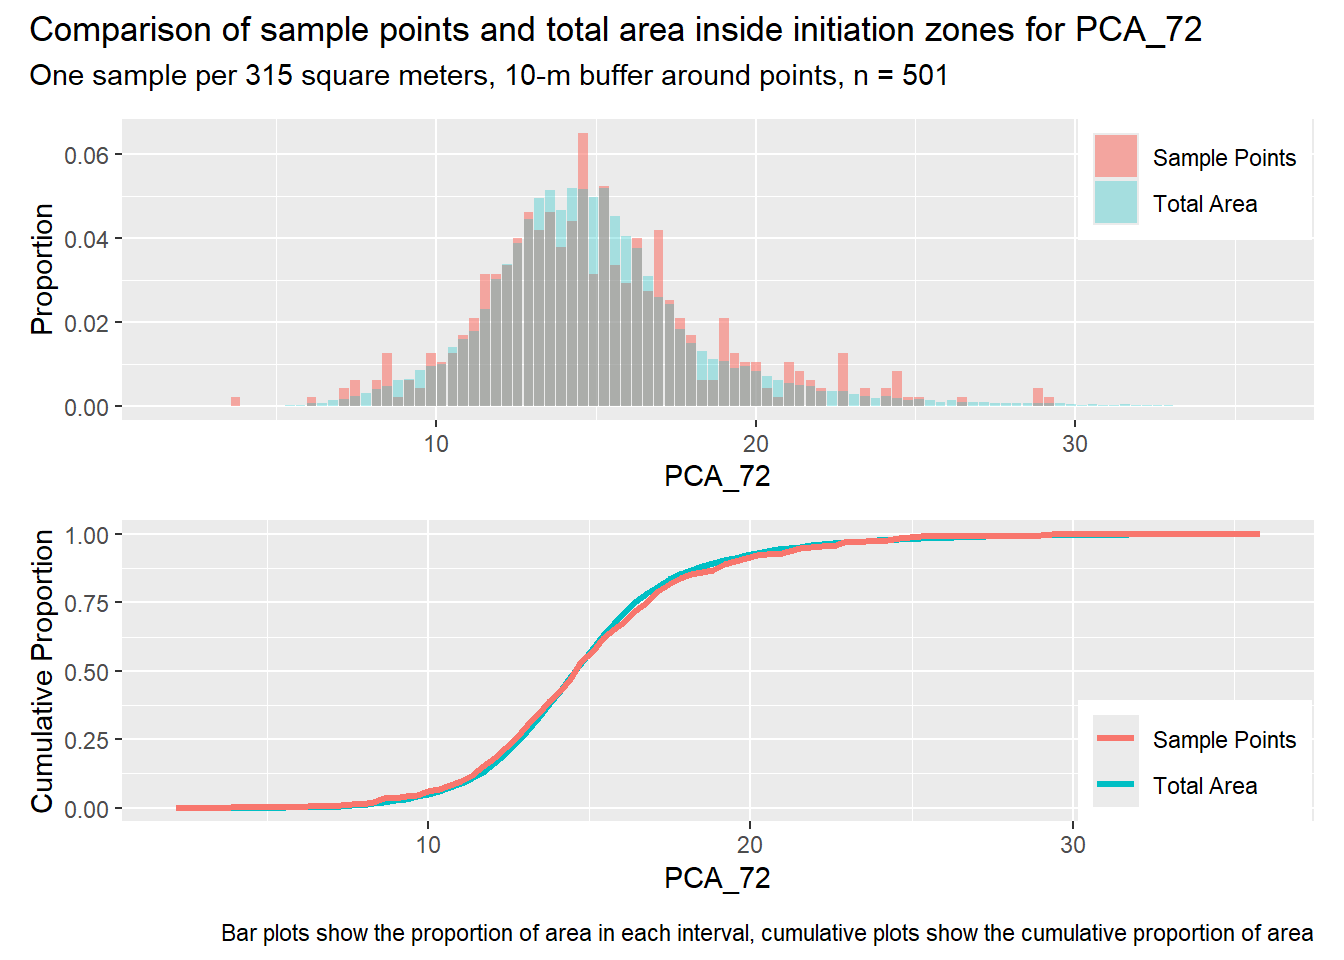 Comparison of sample points and total area inside initiation zones for PCA_72
One sample per 315 square meters, 10-m buffer around points, n = 501
Proportion
0.06
0.04
0.02
0.00
Sample Points
Total Area
10
20
30
PCA_72
Cumulative Proportion
1.00
0.75
0.50
0.25
0.00
Sample Points
Total Area
10
20
30
PCA_72
Bar plots show the proportion of area in each interval, cumulative plots show the cumulative proportion of area